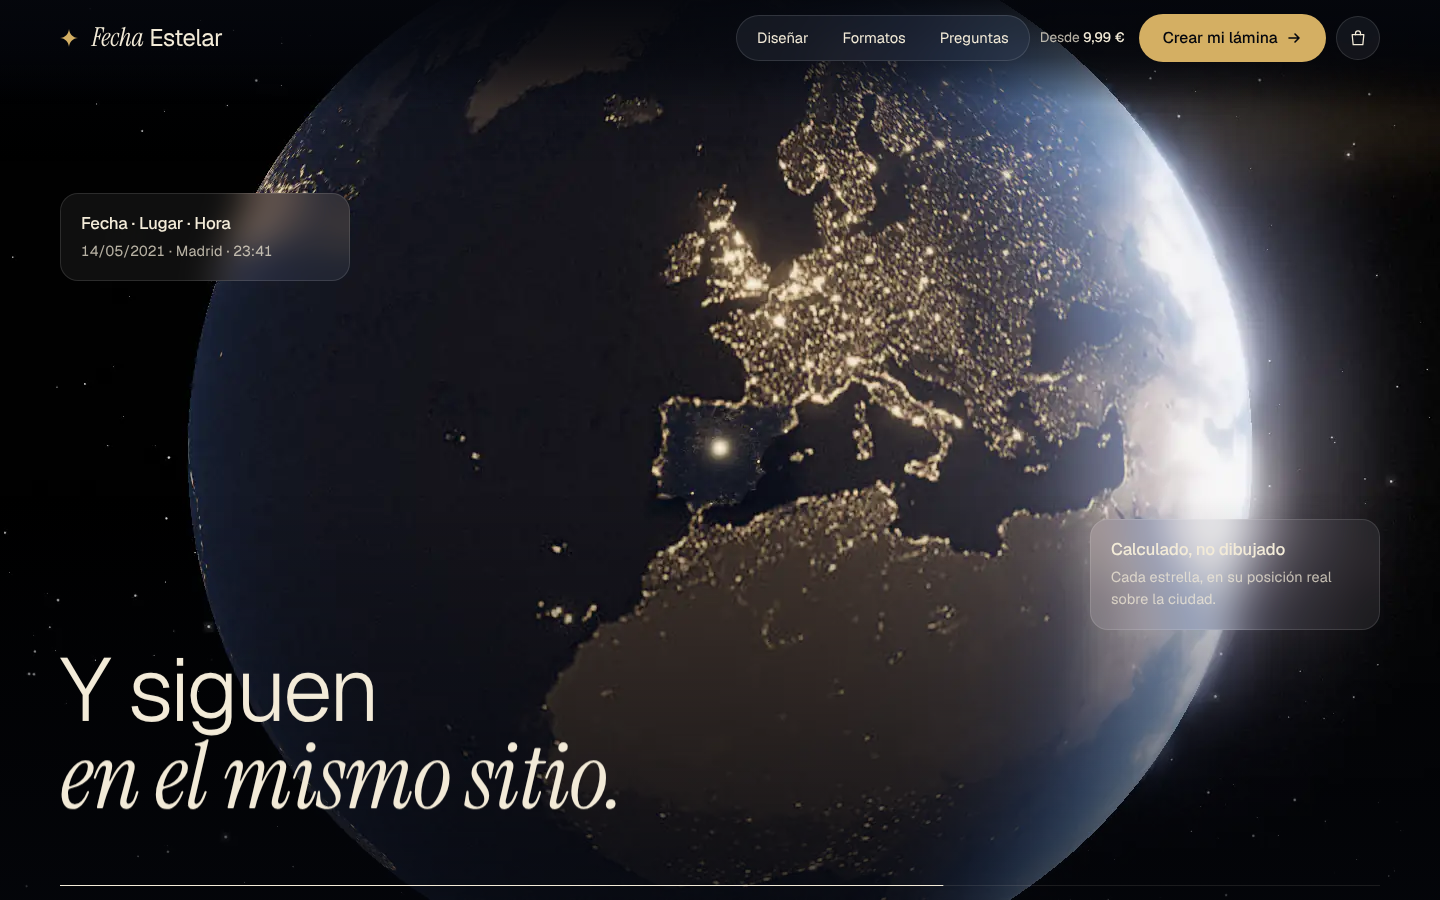 Fecha Estelar
Diseñar
Formatos
Preguntas
Desde 9,99 €
Crear mi lámina →
Fecha · Lugar · Hora
14/05/2021 · Madrid · 23:41
Calculado, no dibujado
Cada estrella, en su posición real
sobre la ciudad.
Y siguen
en el mismo sitio.